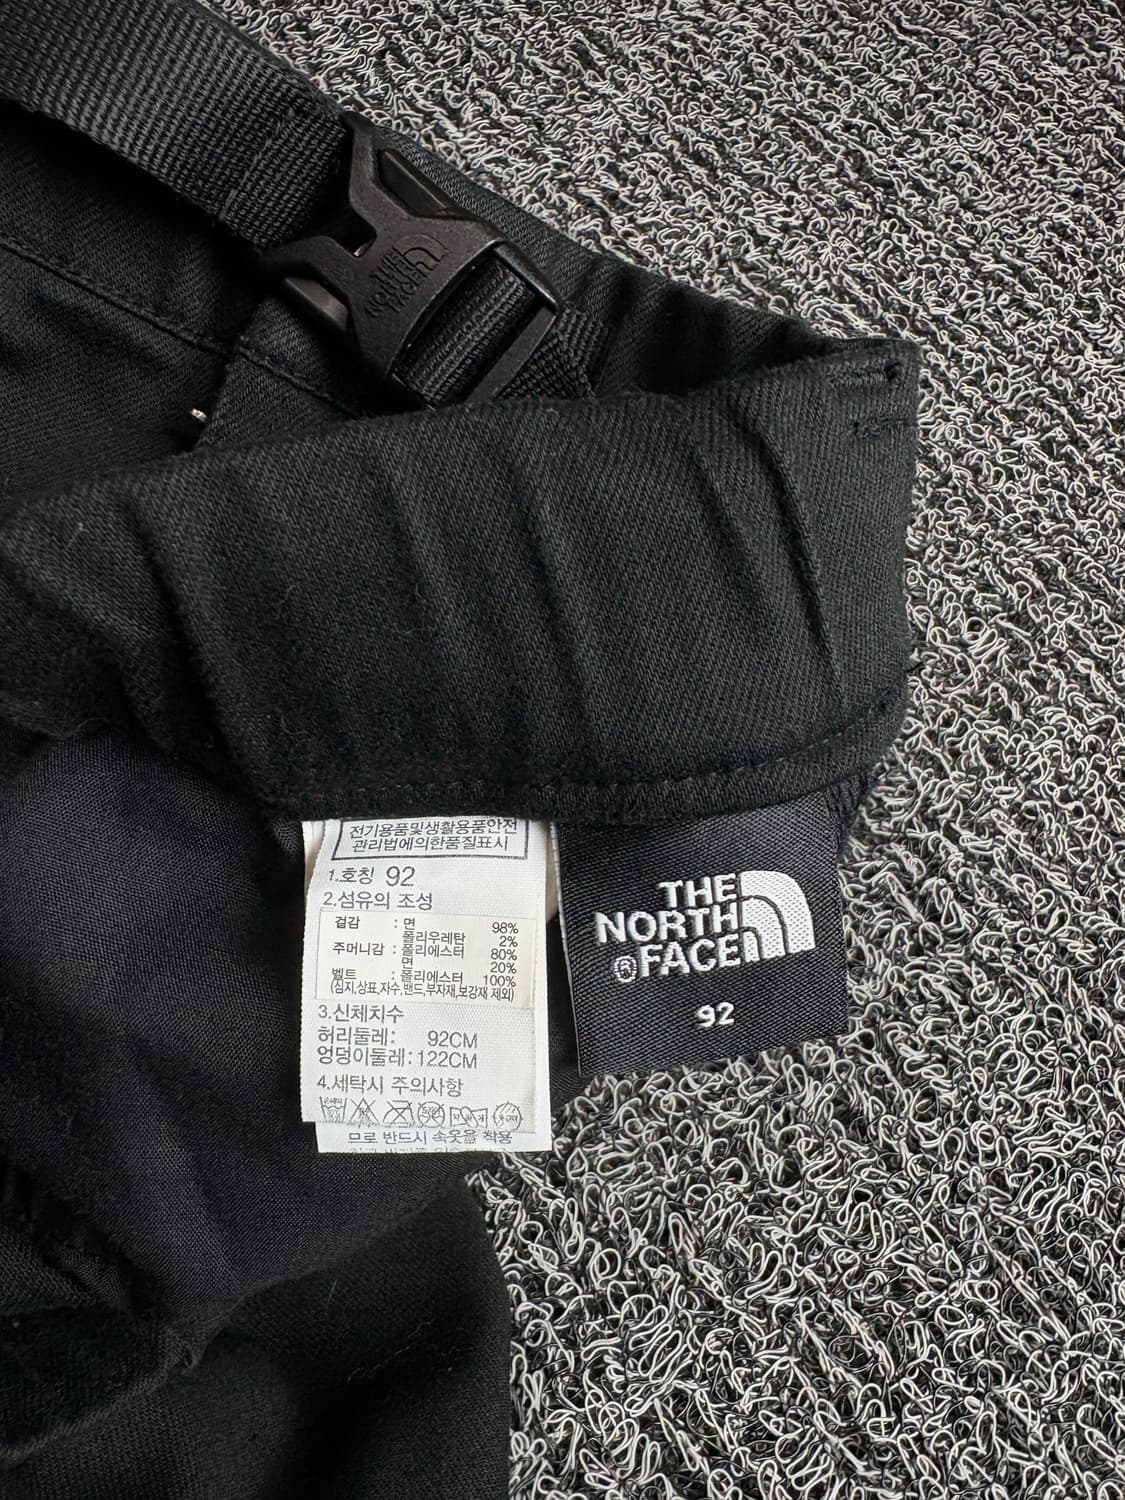 THE
NORTH
FACE
전기용품및생활용품안전
관리법에의한품질표시
1.호칭 92
2.섬유의 조성
겉감 : 면 98%
폴리우레탄 2%
주머니감 : 폴리에스터 80%
면 20%
벨트 : 폴리에스터 100%
(심지,상표,자수,밴드,부자재,보강재 제외)
3.신체치수
허리둘레: 92CM
엉덩이둘레:122CM
4.세탁시 주의사항
므로 반드시 속옷을 착용
THE
NORTH
®FACE
92